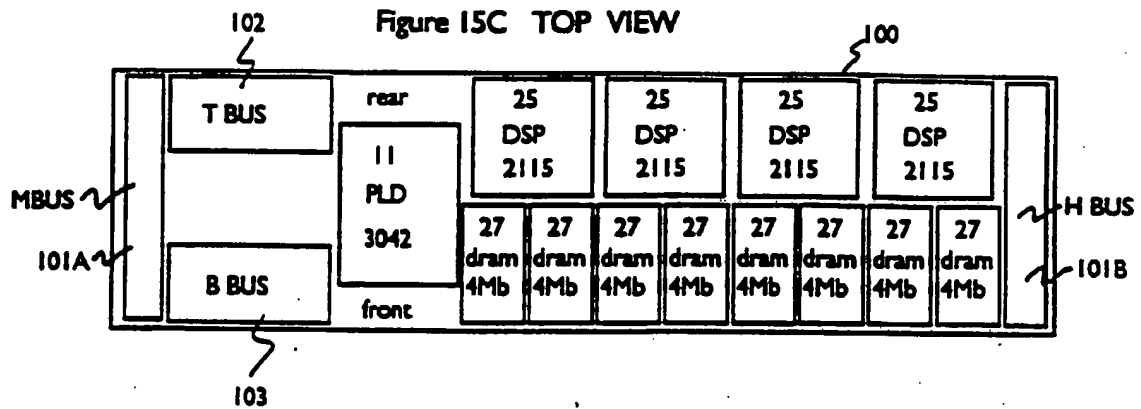 Figure 15C TOP VIEW
102
100
T BUS
rear
25
DSP
2115
25
DSP
2115
25
DSP
2115
25
DSP
2115
11
PLD
3042
MBUS
101A
H BUS
101B
27
dram
4Mb
27
dram
4Mb
27
dram
4Mb
27
dram
4Mb
27
dram
4Mb
27
dram
4Mb
27
dram
4Mb
27
dram
4Mb
B BUS
front
103